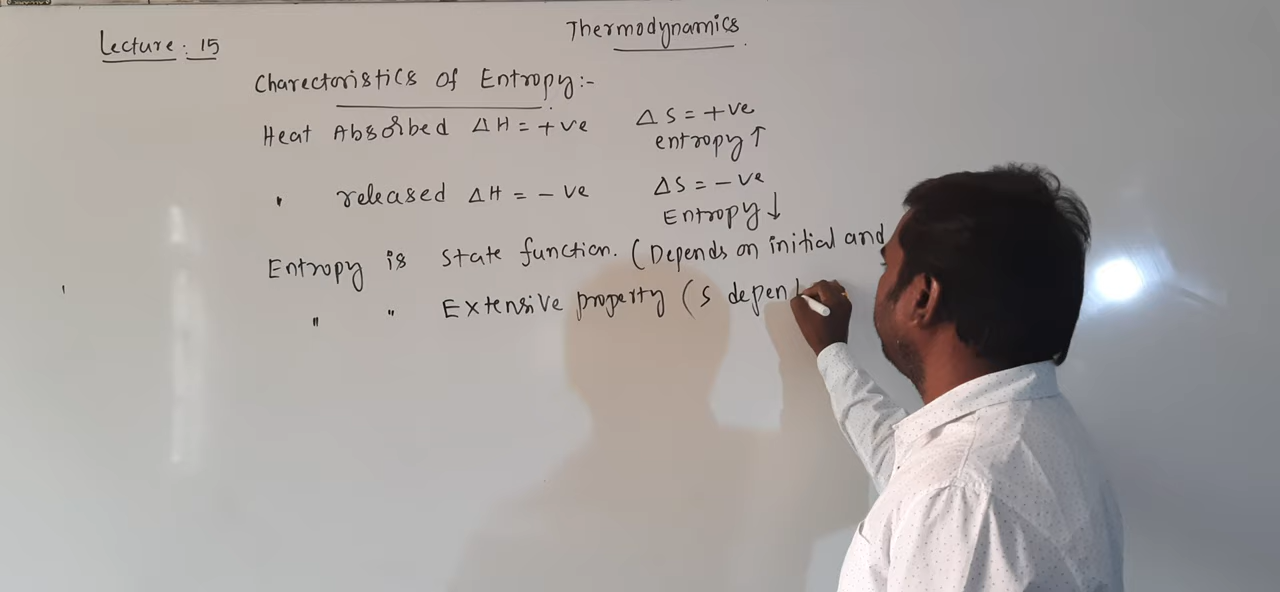 Thermodynamics
Lecture: 15
Charectoristics of Entropy:-
Heat Absorbed ΔH = +ve ΔS = +ve
entropy ↑
" released ΔH = - ve ΔS = - ve
Entropy ↓
Entropy is State function. (Depends on initial and
" " Extensive property (S depen